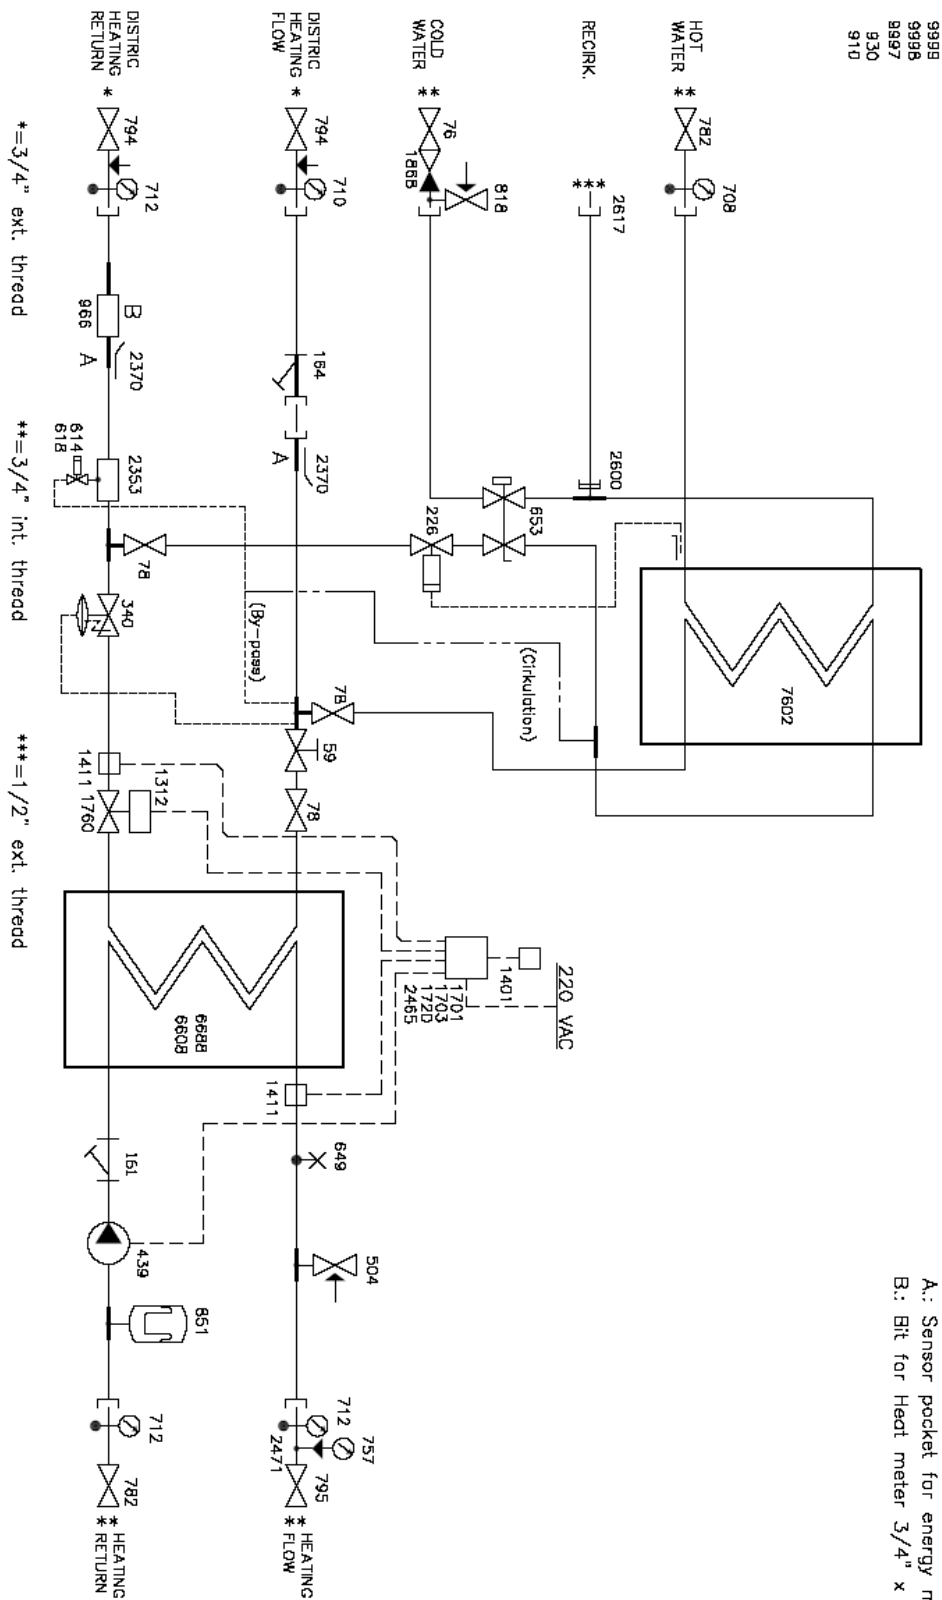 9999
9998
9997
930
910
HOT
WATER **
782
708
RECIRK.
***
2617
COLD
WATER **
76
186B
818
DISTRIC
HEATING
FLOW *
794
710
DISTRIC
HEATING
RETURN *
794
712
B
966
A
2370
164
2370
A
614
618
2353
78
340
2600
653
226
(By-pass)
(Cirkulation)
7602
78
59
78
1411
1760
1312
220 VAC
1401
1701
1703
1720
2465
6688
6608
1411
649
504
161
439
851
712
757
2471
795
** HEATING
FLOW
712
782
** HEATING
RETURN
*=3/4" ext. thread
**=3/4" int. thread
***=1/2" ext. thread
A.: Sensor pocket for energy
B.: Bit for Heat meter 3/4" x